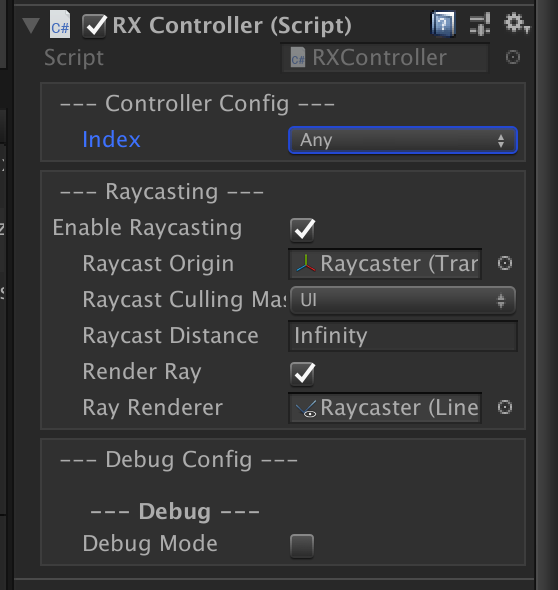 RX Controller (Script)
Script RXController
--- Controller Config ---
Index Any
--- Raycasting ---
Enable Raycasting
Raycast Origin Raycaster (Trar
Raycast Culling Mas UI
Raycast Distance Infinity
Render Ray
Ray Renderer Raycaster (Line
--- Debug Config ---
--- Debug ---
Debug Mode